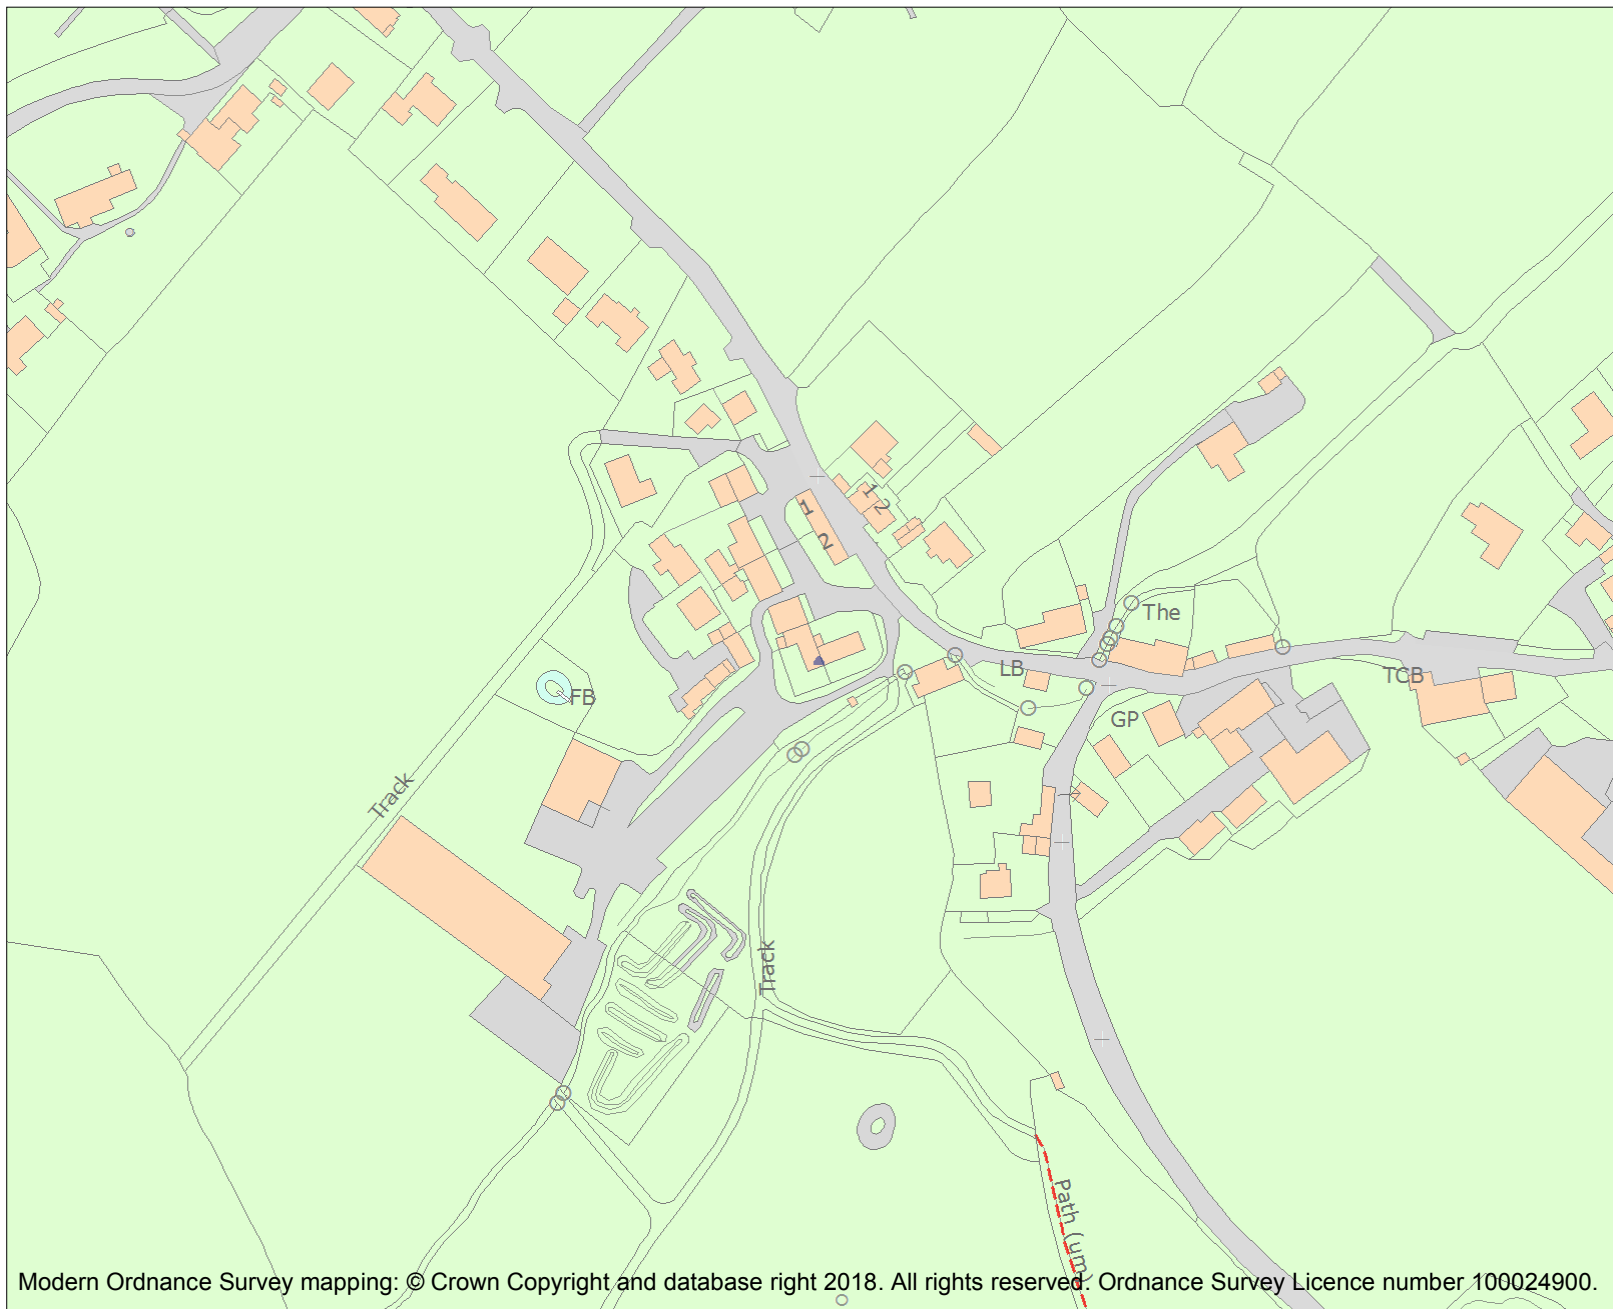 1 2
1
2
The
LB
TCB
FB
GP
Track
Track
Path (um)
Modern Ordnance Survey mapping: © Crown Copyright and database right 2018. All rights reserved. Ordnance Survey Licence number 100024900.